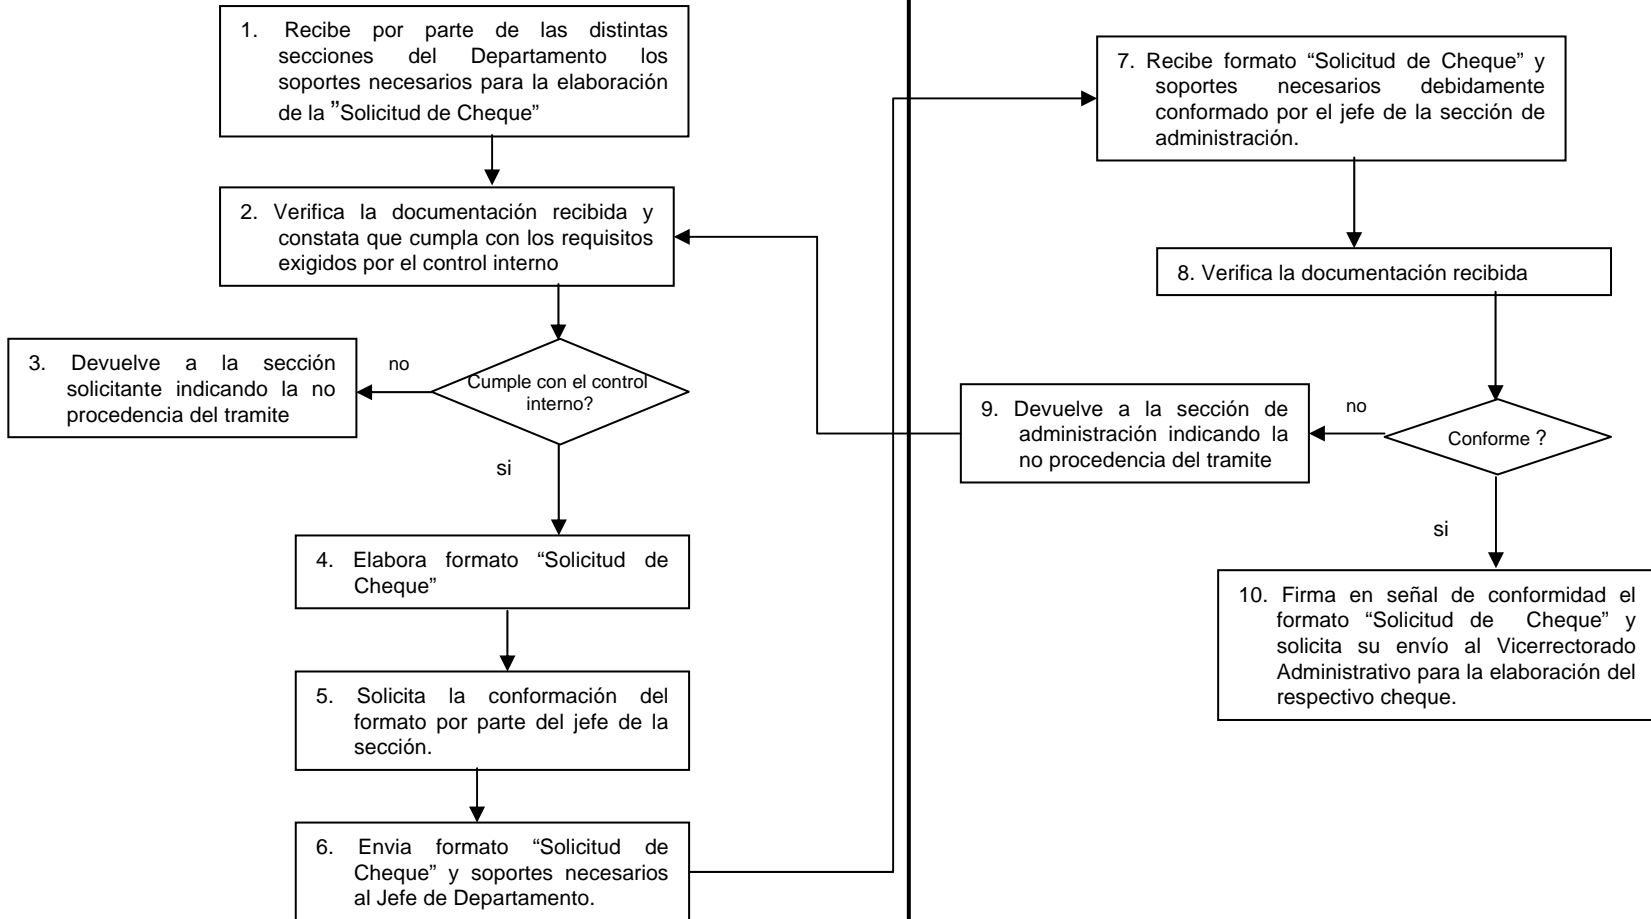 1. Recibe por parte de las distintas
secciones del Departamento los
soportes necesarios para la elaboración
de la "Solicitud de Cheque”
2. Verifica la documentación recibida y
constata que cumpla con los requisitos
exigidos por el control interno
Cumple con el control
interno?
no
3. Devuelve a la sección
solicitante indicando la no
procedencia del tramite
si
4. Elabora formato “Solicitud de
Cheque”
5. Solicita la conformación del
formato por parte del jefe de la
sección.
6. Envia formato “Solicitud de
Cheque” y soportes necesarios
al Jefe de Departamento.
7. Recibe formato “Solicitud de Cheque” y
soportes necesarios debidamente
conformado por el jefe de la sección de
administración.
8. Verifica la documentación recibida
Conforme ?
no
9. Devuelve a la sección de
administración indicando la
no procedencia del tramite
si
10. Firma en señal de conformidad el
formato “Solicitud de Cheque” y
solicita su envío al Vicerrectorado
Administrativo para la elaboración del
respectivo cheque.